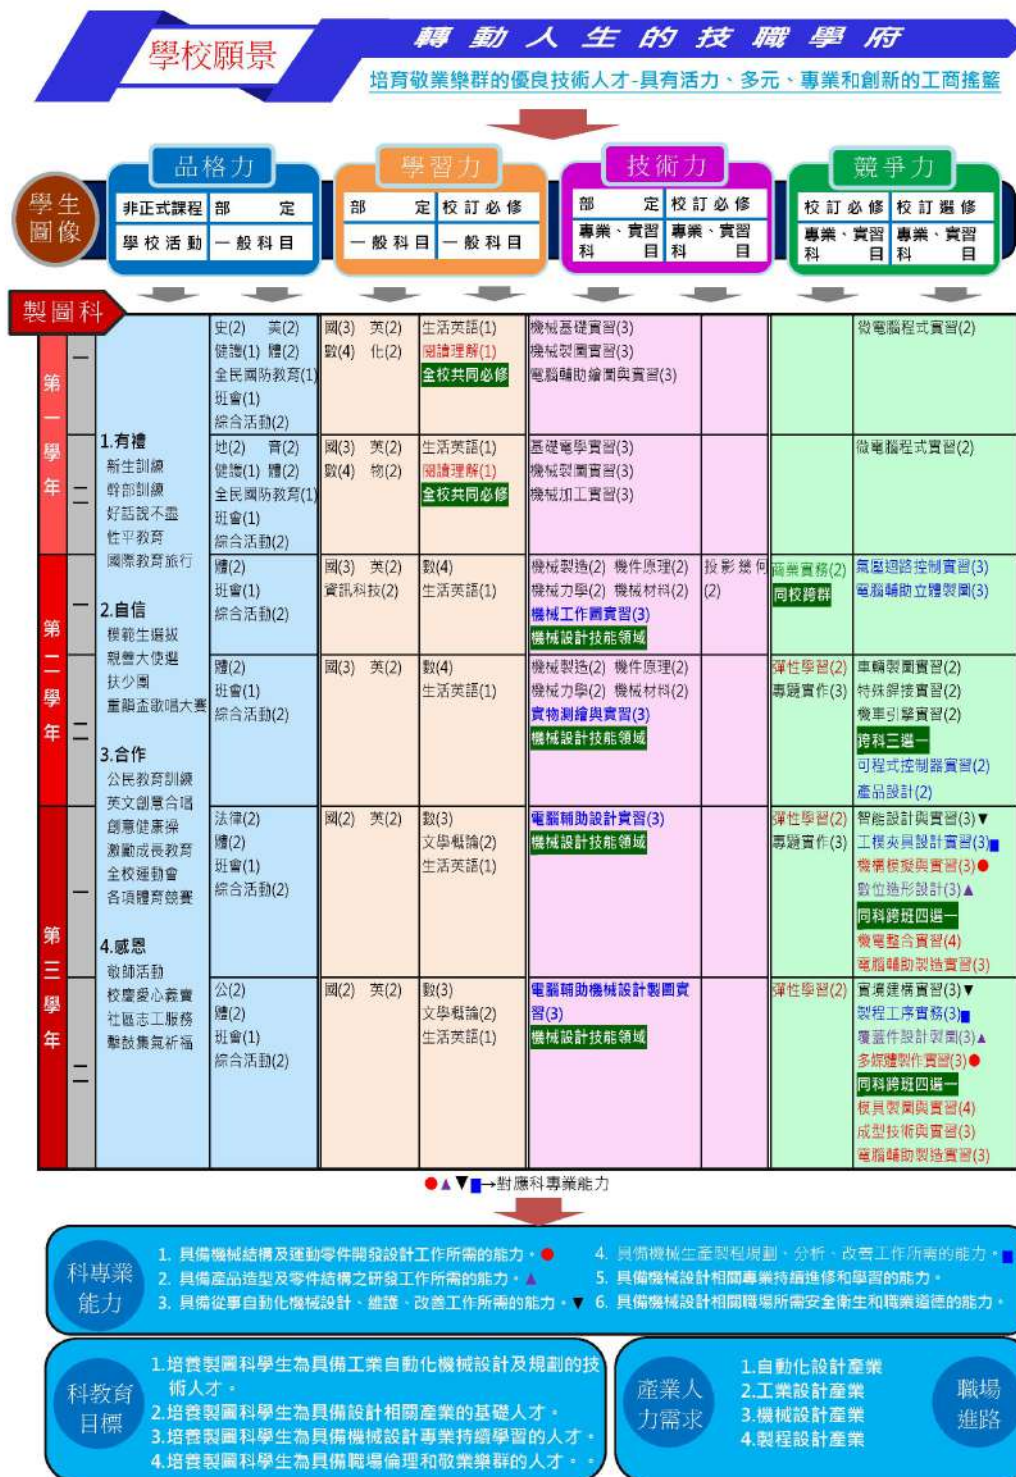 學校願景
轉動人生的技職學府
培育敬業樂群的優良技術人才-具有活力、多元、專業和創新的工商搖籃
學生圖像
品格力
非正式課程 部定
學校活動 一般科目
學習力
部定 校訂必修
一般科目 一般科目
技術力
部定 校訂必修
專業、實習科目 專業、實習科目
競爭力
校訂必修 校訂選修
專業、實習科目 專業、實習科目
製圖科
第一學年
一
二
第二學年
一
二
第三學年
一
二
1.有禮
新生訓練
幹部訓練
好話說不盡
性平教育
國際教育旅行
2.自信
模範生選拔
親善大使選
扶少團
重韻盃歌唱大賽
3.合作
公民教育訓練
英文創意合唱
創意健康操
激勵成長教育
全校運動會
各項體育競賽
4.感恩
敬師活動
校慶愛心義賣
社區志工服務
擊鼓集氣祈福
史(2) 美(2)
健護(1) 體(2)
全民國防教育(1)
班會(1)
綜合活動(2)
國(3) 英(2)
數(4) 化(2)
生活英語(1)
閱讀理解(1)
全校共同必修
機械基礎實習(3)
機械製圖實習(3)
電腦輔助繪圖與實習(3)
微電腦程式實習(2)
地(2) 音(2)
健護(1) 體(2)
全民國防教育(1)
班會(1)
綜合活動(2)
國(3) 英(2)
數(4) 物(2)
生活英語(1)
閱讀理解(1)
全校共同必修
基礎電學實習(3)
機械製圖實習(3)
機械加工實習(3)
微電腦程式實習(2)
體(2)
班會(1)
綜合活動(2)
國(3) 英(2)
資訊科技(2)
數(4)
生活英語(1)
機械製造(2) 機件原理(2)
機械力學(2) 機械材料(2)
機械工作圖實習(3)
機械設計技能領域
投影幾何
(2)
商業實務(2)
同校跨群
氣壓迴路控制實習(3)
電腦輔助立體製圖(3)
體(2)
班會(1)
綜合活動(2)
國(3) 英(2)
數(4)
生活英語(1)
機械製造(2) 機件原理(2)
機械力學(2) 機械材料(2)
實物測繪與實習(3)
機械設計技能領域
彈性學習(2)
專題實作(3)
車輛製圖實習(2)
特殊銲接實習(2)
機車引擎實習(2)
跨科三選一
可程式控制器實習(2)
產品設計(2)
法律(2)
體(2)
班會(1)
綜合活動(2)
國(2) 英(2)
數(3)
文學概論(2)
生活英語(1)
電腦輔助設計實習(3)
機械設計技能領域
彈性學習(2)
專題實作(3)
智能設計與實習(3)▼
工模夾具設計實習(3)■
機構模擬與實習(3)●
數位造形設計(3)▲
同科跨班四選一
機電整合實習(4)
電腦輔助製造實習(3)
公(2)
體(2)
班會(1)
綜合活動(2)
國(2) 英(2)
數(3)
文學概論(2)
生活英語(1)
電腦輔助機械設計製圖實
習(3)
機械設計技能領域
彈性學習(2)
實境建構實習(3)▼
製程工序實務(3)■
覆蓋件設計製圖(3)▲
多媒體製作實習(3)●
同科跨班四選一
模具製圖與實習(4)
成型技術與實習(3)
電腦輔助製造實習(3)
●▲▼■→對應科專業能力
科專業能力
1. 具備機械結構及運動零件開發設計工作所需的能力。●
2. 具備產品造型及零件結構之研發工作所需的能力。▲
3. 具備從事自動化機械設計、維護、改善工作所需的能力。▼
4. 具備機械生產製程規劃、分析、改善工作所需的能力。■
5. 具備機械設計相關專業持續進修和學習的能力。
6. 具備機械設計相關職場所需安全衛生和職業道德的能力。
科教育目標
1.培養製圖科學生為具備工業自動化機械設計及規劃的技
術人才。
2.培養製圖科學生為具備設計相關產業的基礎人才。
3.培養製圖科學生為具備機械設計專業持續學習的人才。
4.培養製圖科學生為具備職場倫理和敬業樂群的人才。。
產業人力需求
1.自動化設計產業
2.工業設計產業
3.機械設計產業
4.製程設計產業
職場進路